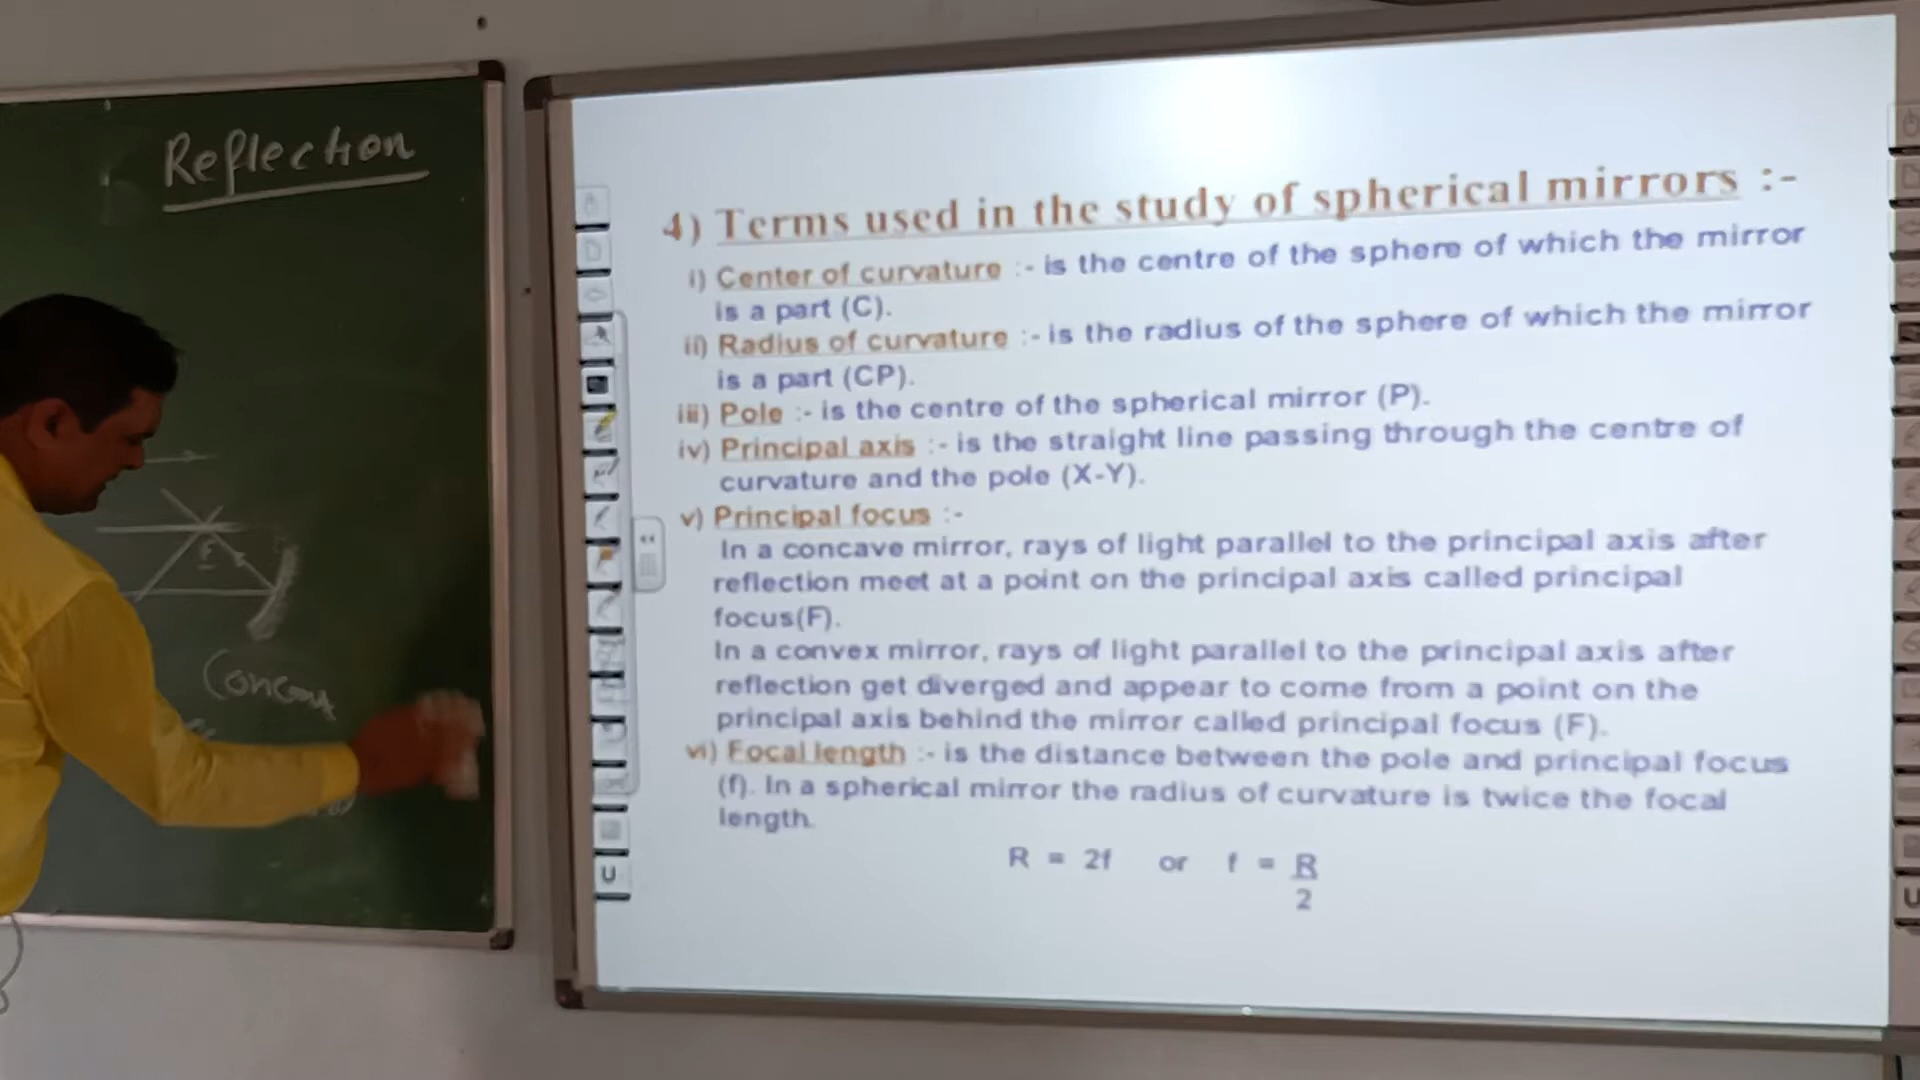 Reflection
F
4) Terms used in the study of spherical mirrors :-
i) Center of curvature :- is the centre of the sphere of which the mirror
is a part (C).
ii) Radius of curvature :- is the radius of the sphere of which the mirror
is a part (CP).
iii) Pole :- is the centre of the spherical mirror (P).
iv) Principal axis :- is the straight line passing through the centre of
curvature and the pole (X-Y).
v) Principal focus :-
In a concave mirror, rays of light parallel to the principal axis after
reflection meet at a point on the principal axis called principal
focus(F).
In a convex mirror, rays of light parallel to the principal axis after
reflection get diverged and appear to come from a point on the
principal axis behind the mirror called principal focus (F).
vi) Focal length :- is the distance between the pole and principal focus
(f). In a spherical mirror the radius of curvature is twice the focal
length.
R = 2f or f = R
2
U
U